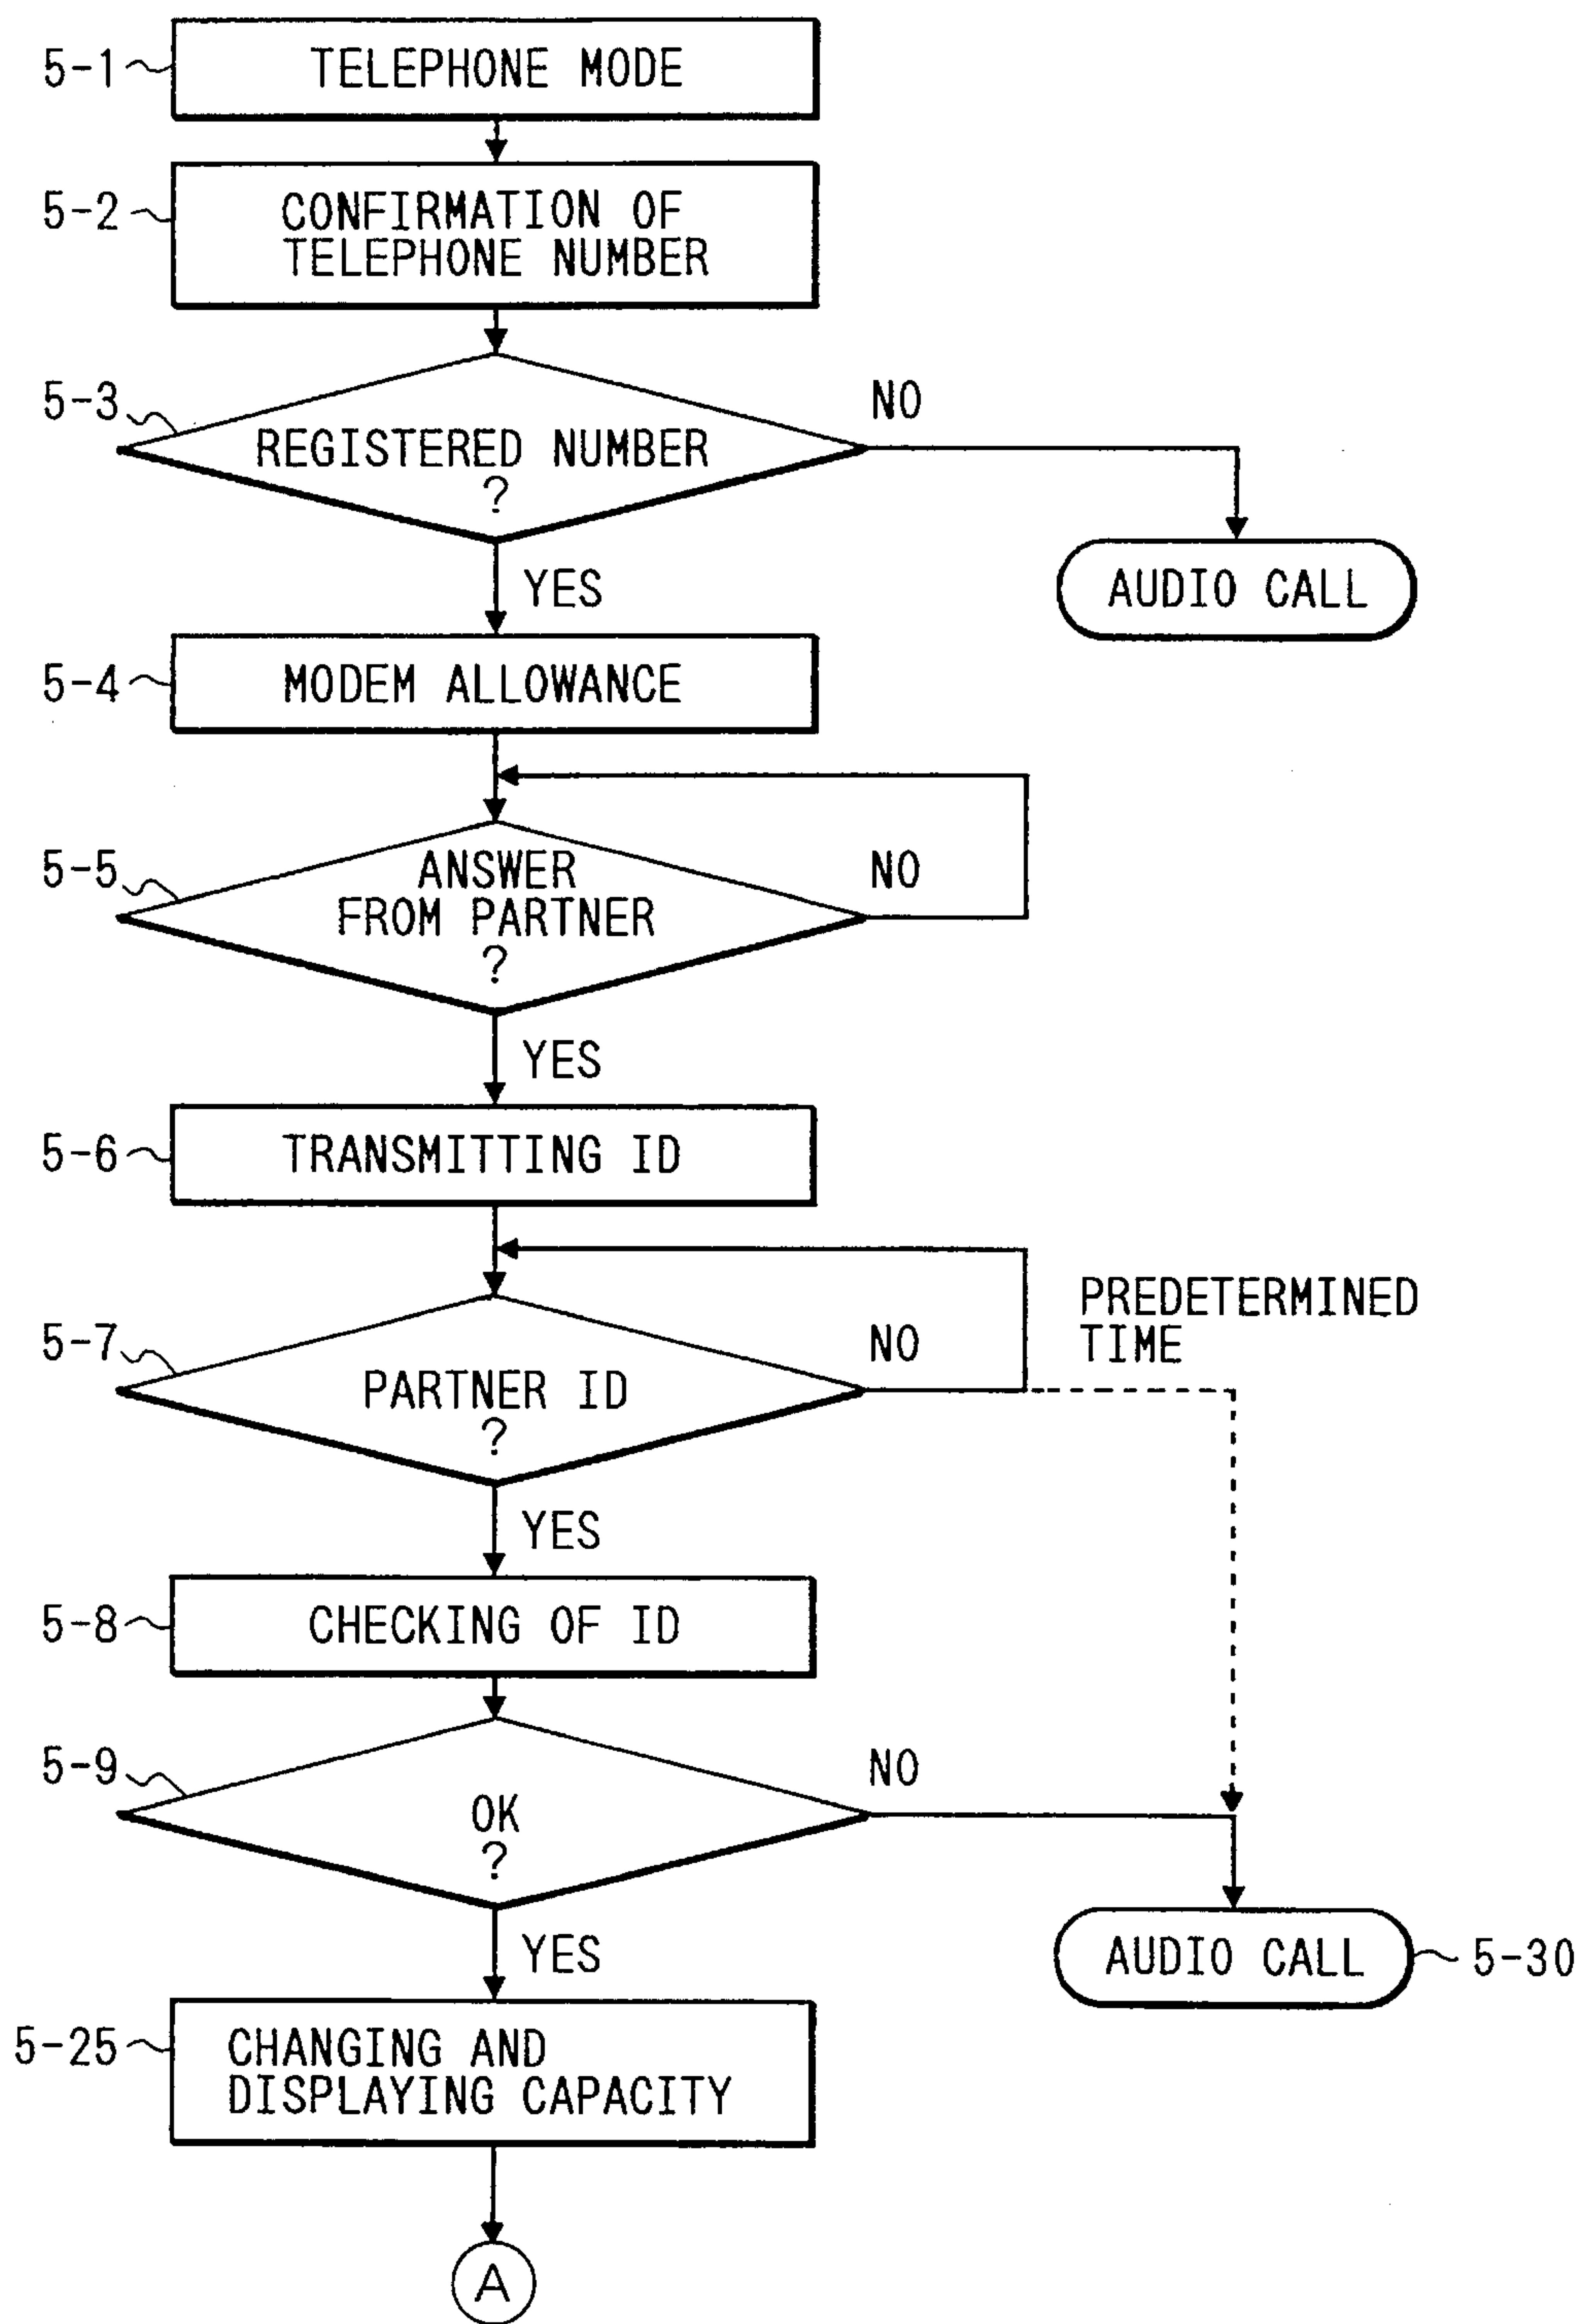 5-1
TELEPHONE MODE
5-2
CONFIRMATION OF
TELEPHONE NUMBER
5-3
REGISTERED NUMBER
?
NO
AUDIO CALL
YES
5-4
MODEM ALLOWANCE
5-5
ANSWER
FROM PARTNER
?
NO
YES
5-6
TRANSMITTING ID
5-7
PARTNER ID
?
NO
PREDETERMINED
TIME
YES
5-8
CHECKING OF ID
5-9
OK
?
NO
AUDIO CALL
5-30
YES
5-25
CHANGING AND
DISPLAYING CAPACITY
A